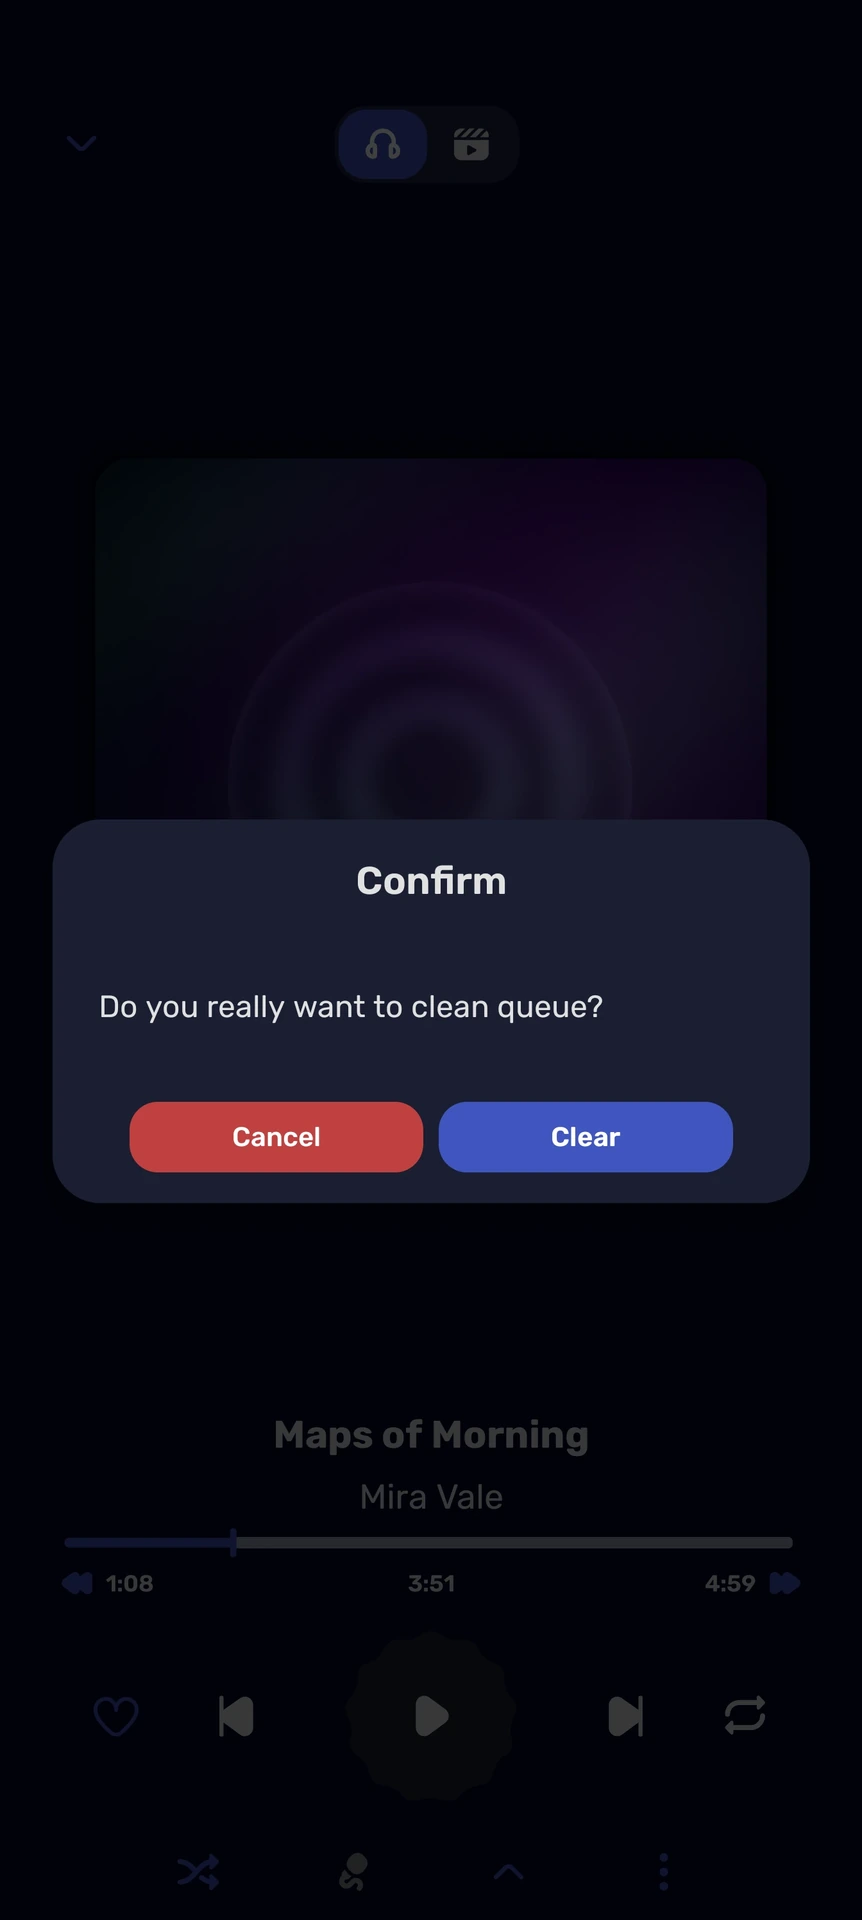 Confirm
Do you really want to clean queue?
Cancel
Clear
Maps of Morning
Mira Vale
1:08
3:51
4:59